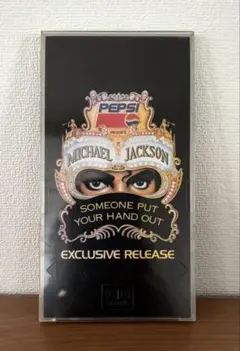 PEPSI
MICHAEL JACKSON
SOMEONE PUT
YOUR HAND OUT
EXCLUSIVE RELEASE